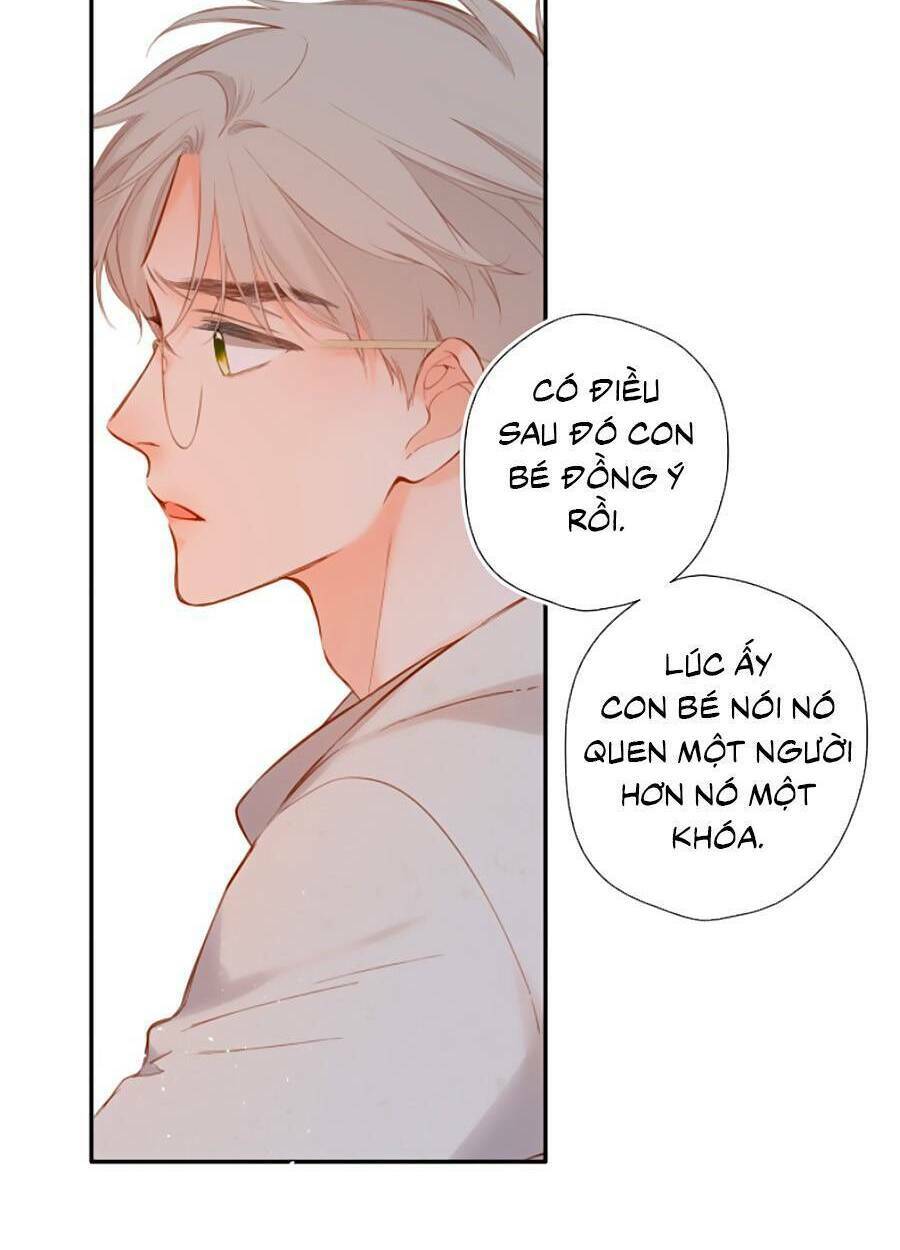 CÓ ĐIỀU
SAU ĐÓ CON
BÉ ĐỒNG Ý
RỒI.
LÚC ẤY
CON BÉ NÓI NÓ
QUEN MỘT NGƯỜI
HƠN NÓ MỘT
KHÓA.